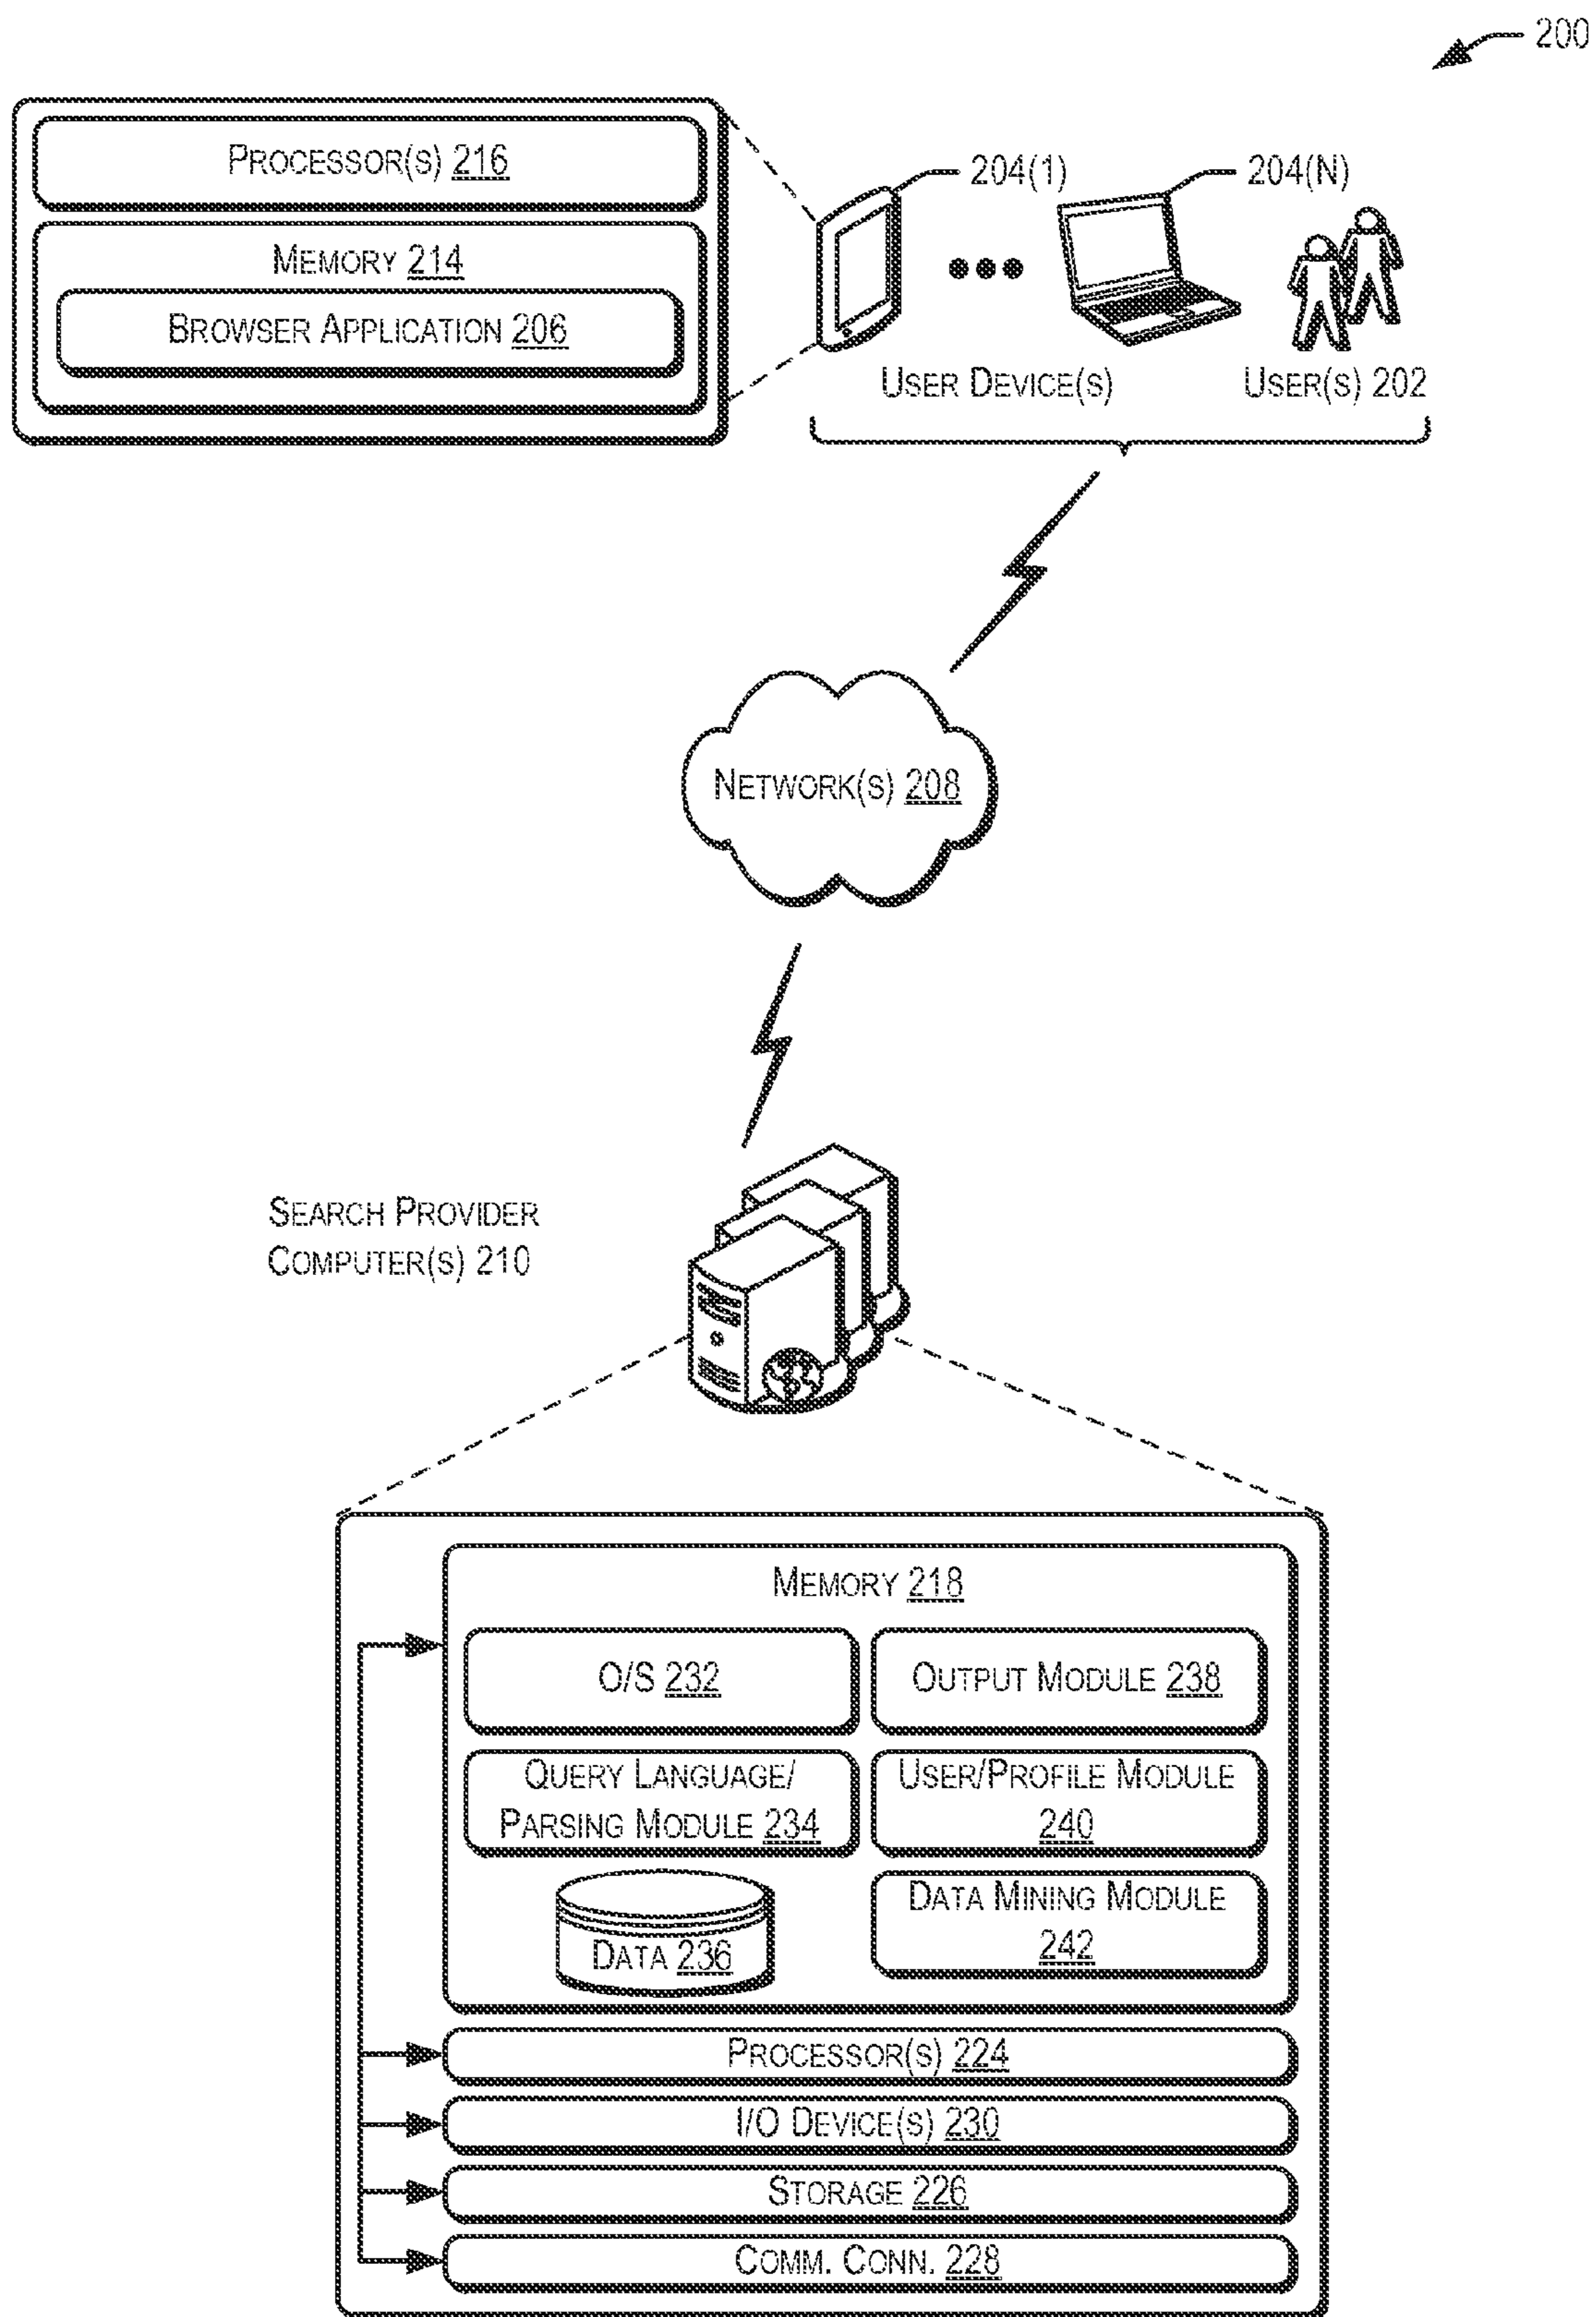 200
PROCESSOR(S) 216
MEMORY 214
BROWSER APPLICATION 206
204(1)
204(N)
USER DEVICE(S)
USER(S) 202
NETWORK(S) 208
SEARCH PROVIDER
COMPUTER(S) 210
MEMORY 218
O/S 232
OUTPUT MODULE 238
QUERY LANGUAGE/
PARSING MODULE 234
USER/PROFILE MODULE
240
DATA 236
DATA MINING MODULE
242
PROCESSOR(S) 224
I/O DEVICE(S) 230
STORAGE 226
COMM. CONN. 228